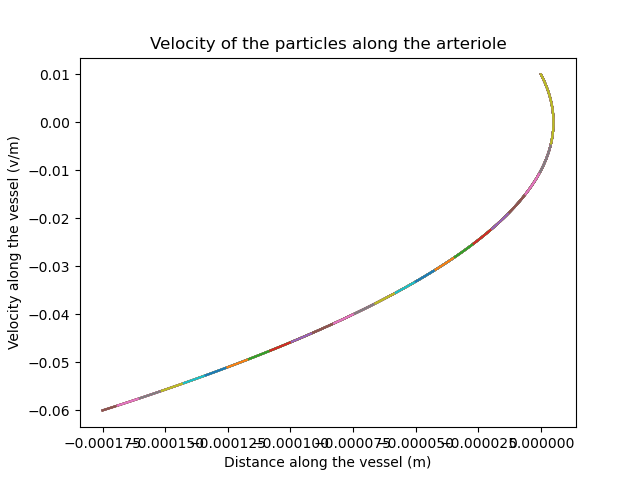 Velocity of the particles along the arteriole
0.01
0.00
−0.01
−0.02
−0.03
−0.04
−0.05
−0.06
Velocity along the vessel (v/m)
−0.000175 −0.000150 −0.000125 −0.000100 −0.000075 −0.000050 −0.000025 0.000000
Distance along the vessel (m)